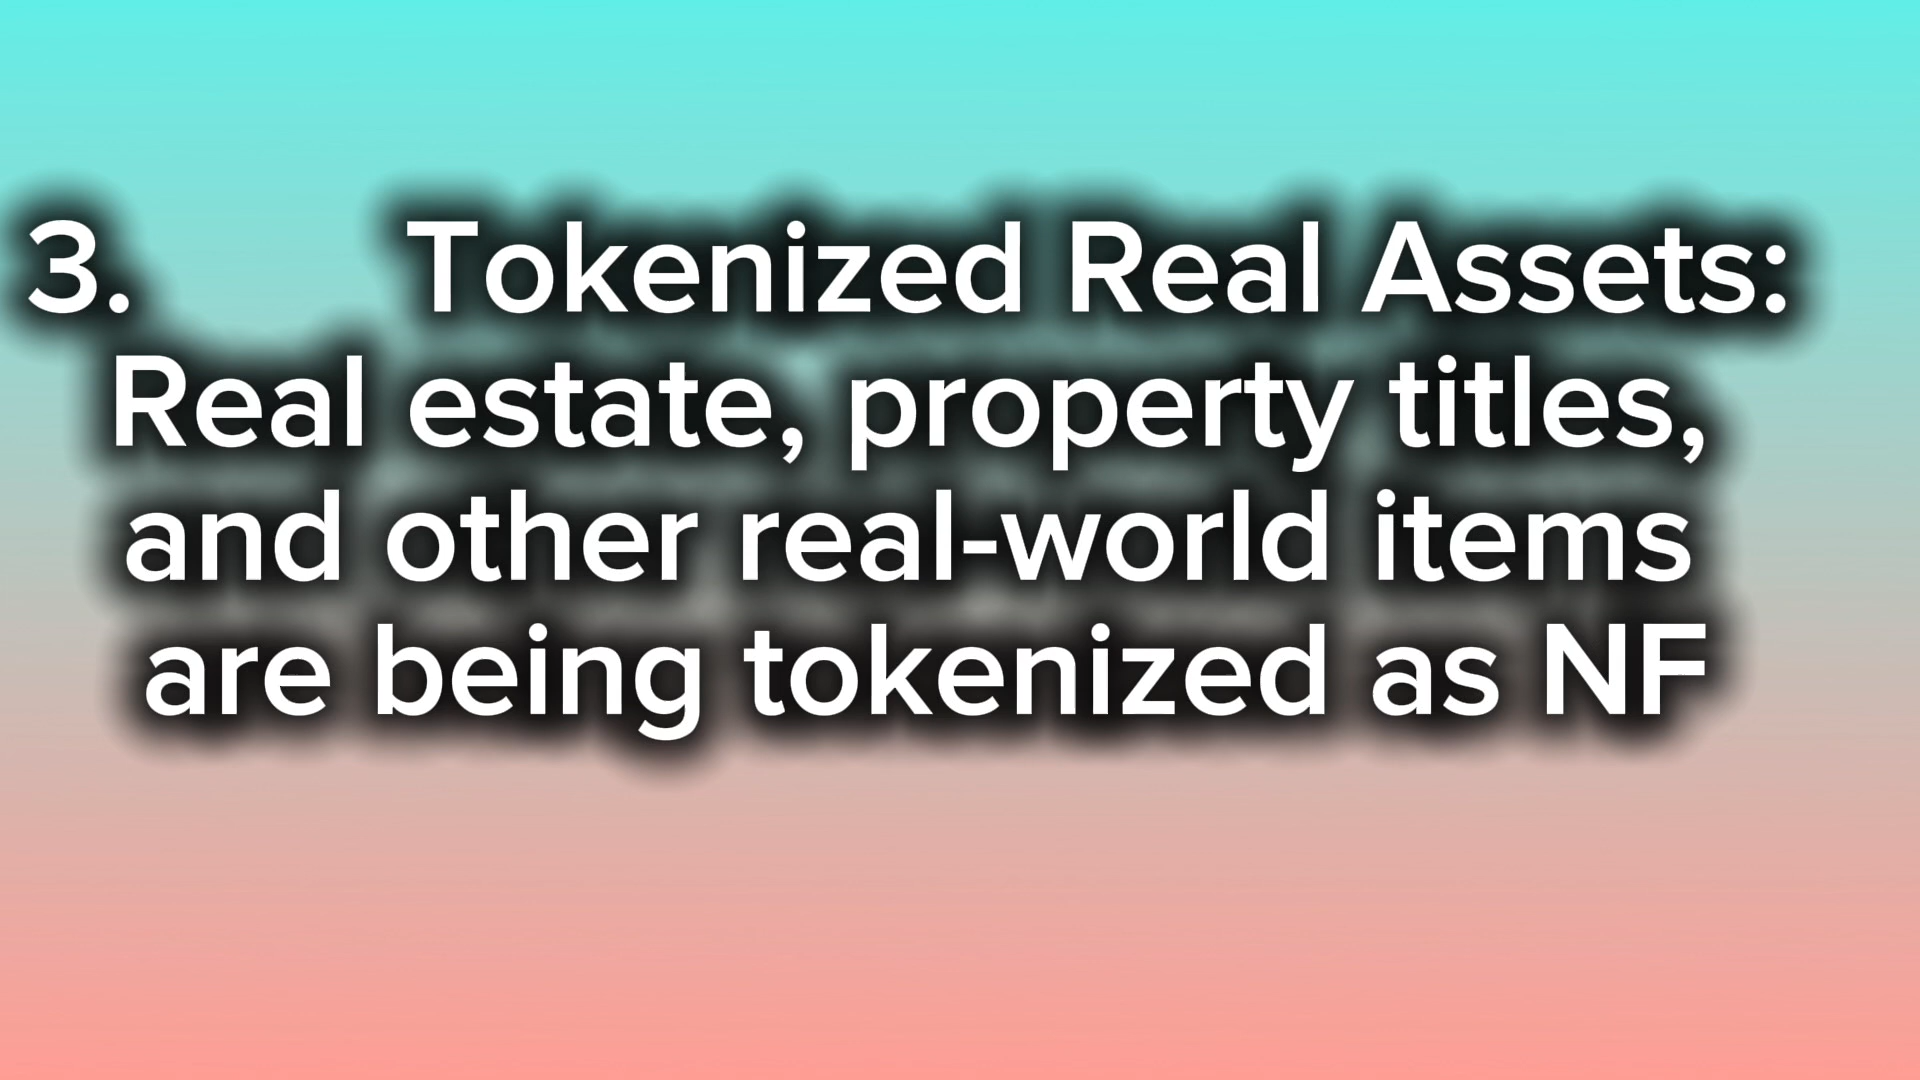 3. Tokenized Real Assets:
Real estate, property titles,
and other real-world items
are being tokenized as NF